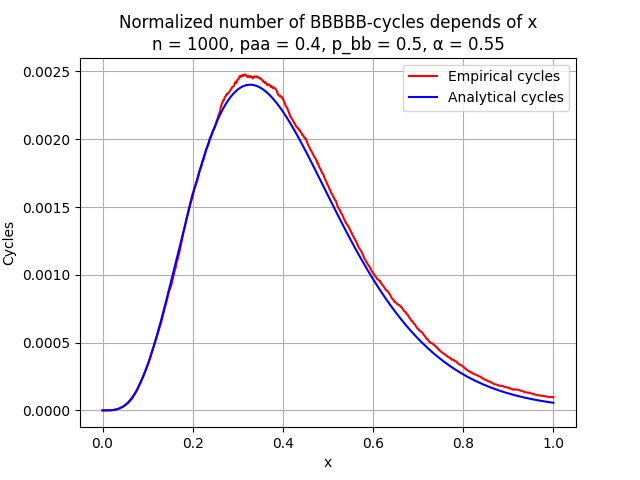 Normalized number of BBBBB-cycles depends of x
n = 1000, paa = 0.4, p_bb = 0.5, α = 0.55
Empirical cycles
Analytical cycles
Cycles
0.0025
0.0020
0.0015
0.0010
0.0005
0.0000
0.0 0.2 0.4 0.6 0.8 1.0
x